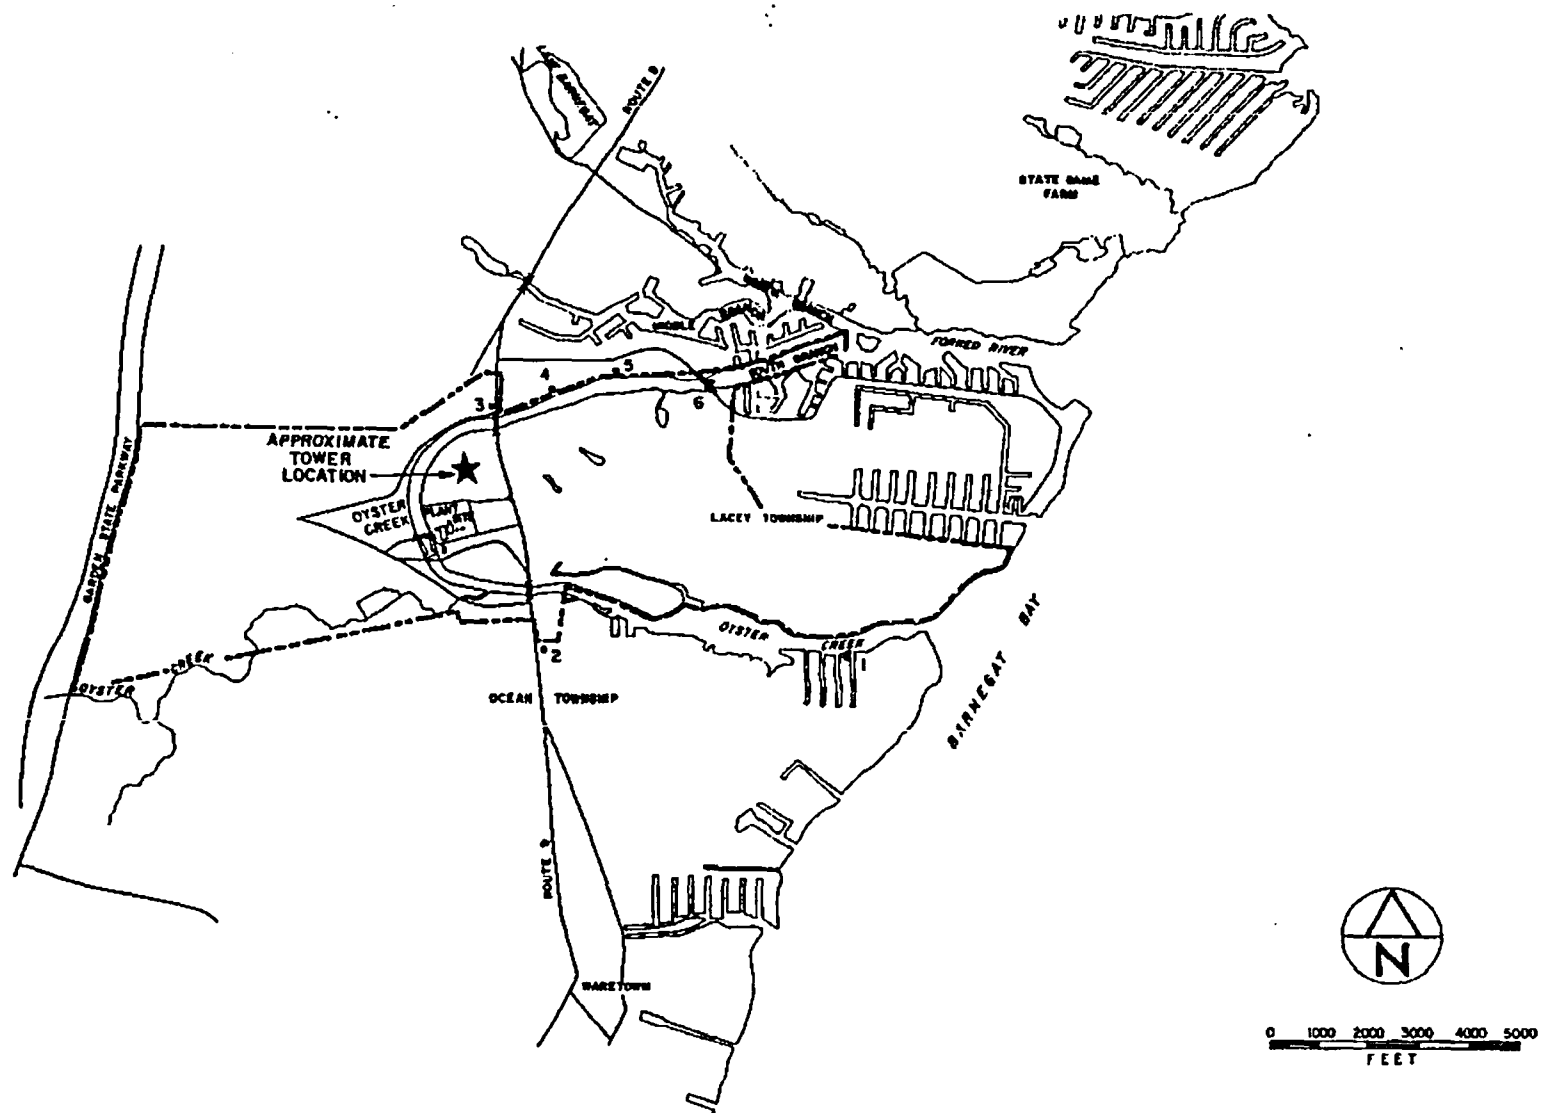 BARNEGAT
ROUTE 9
STATE GAME
FARM
MIDDLE
BRANCH
BRANCH
SOUTH BRANCH
FORKED RIVER
5
4
3
6
APPROXIMATE
TOWER
LOCATION
GARDEN STATE PARKWAY
OYSTER
CREEK
PLANT
SITE
LACEY TOWNSHIP
OYSTER
CREEK
BARNEGAT BAY
1
2
OYSTER CREEK
OCEAN TOWNSHIP
ROUTE 9
WARETOWN
N
0 1000 2000 3000 4000 5000
FEET